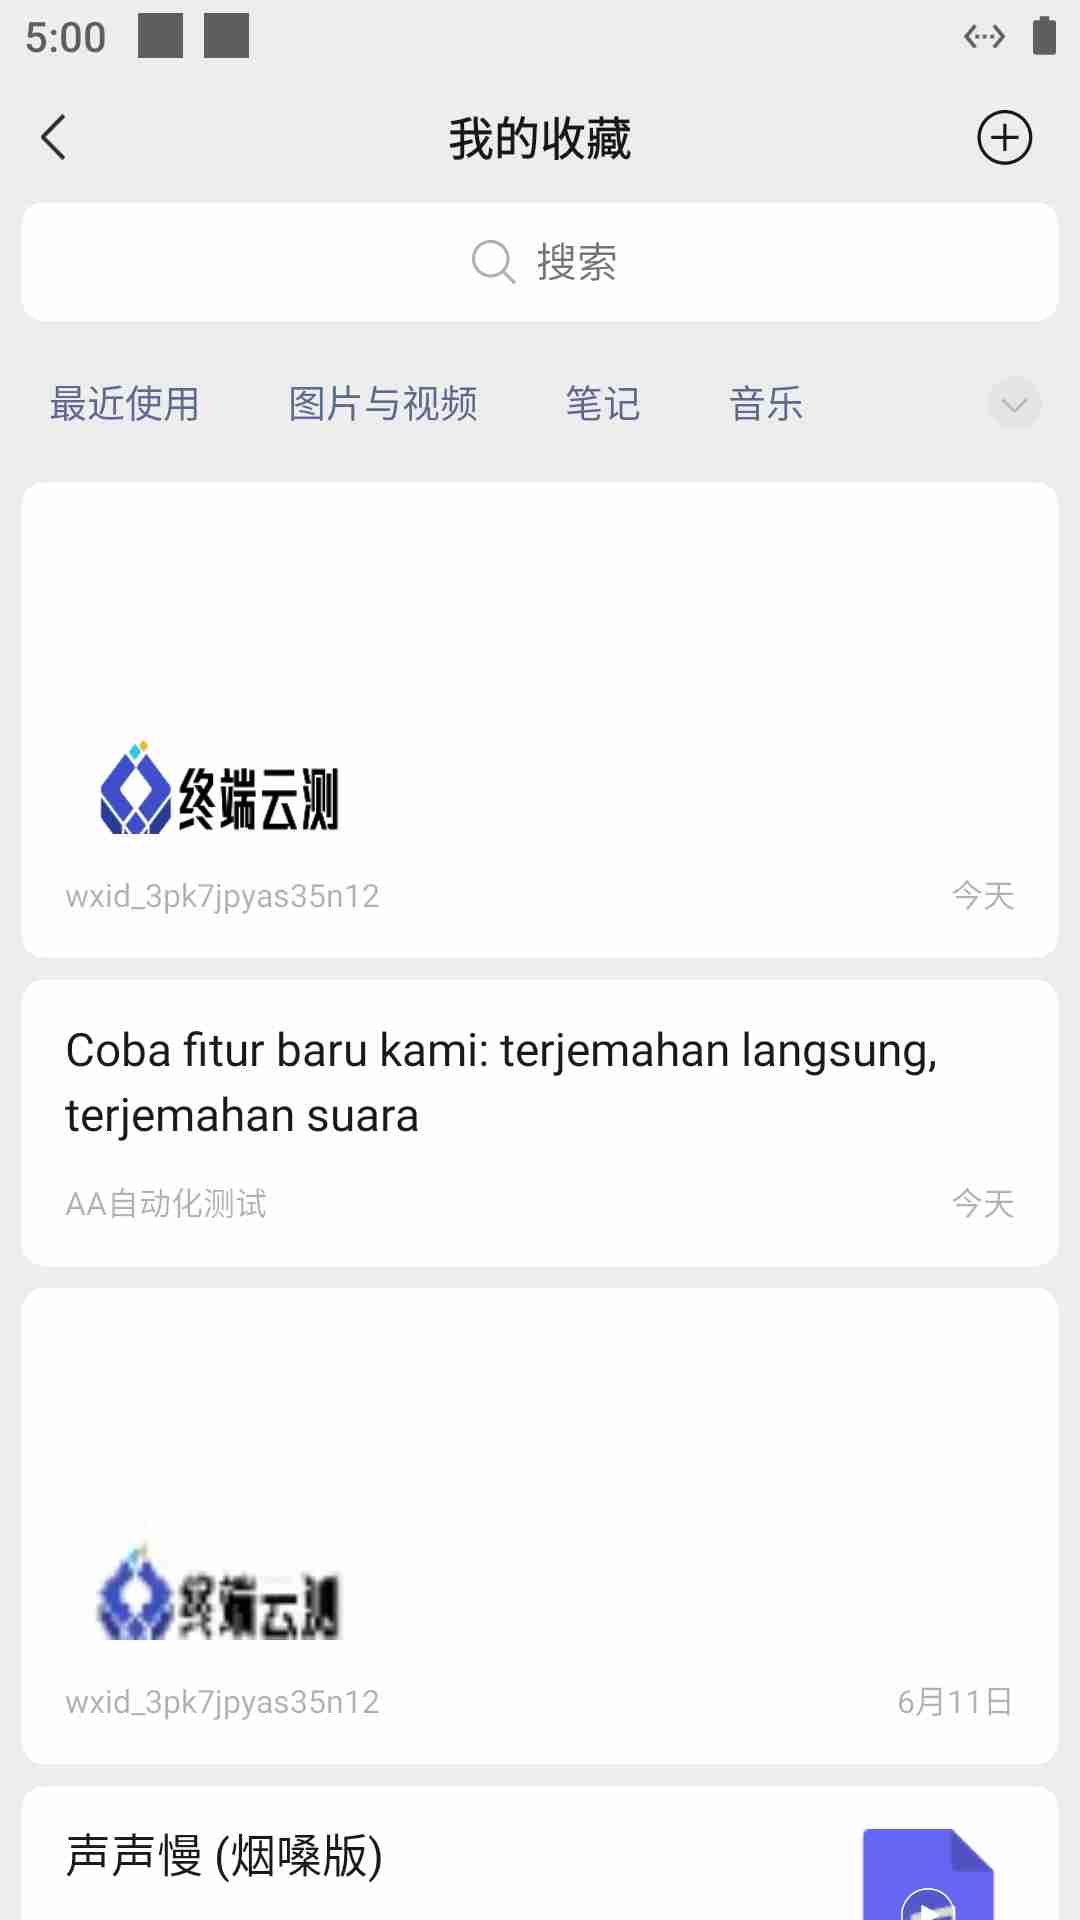 5:00
我的收藏
搜索
最近使用 图片与视频 笔记 音乐
终端云测
wxid_3pk7jpyas35n12 今天
Coba fitur baru kami: terjemahan langsung,
terjemahan suara
AA自动化测试 今天
终端云测
wxid_3pk7jpyas35n12 6月11日
声声慢 (烟嗓版)